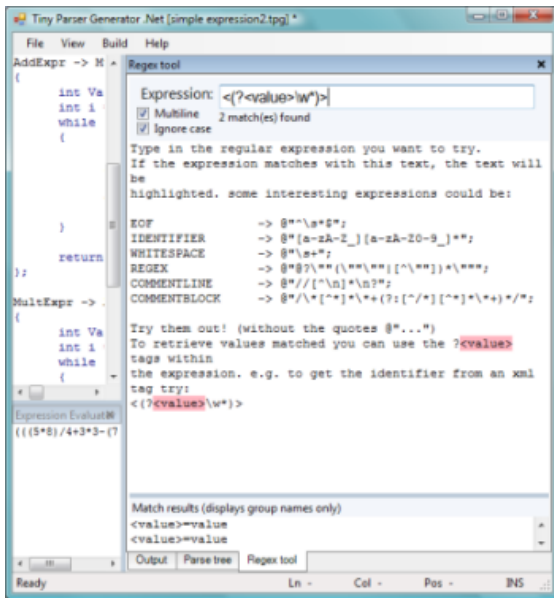 Tiny Parser Generator .Net [simple expression2.tpg] *
File View Build Help
AddExpr -> M
{
int Va
int i
while
{
}
return
};
MultExpr -> .
{
int Va
int i
while
{
Expression Evaluat
(((5*8)/4+3*3-(7
Regex tool
Expression: <(?<value>\w*)>
Multiline
2 match(es) found
Ignore case
Type in the regular expression you want to try.
If the expression matches with this text, the text will
be
highlighted. some interesting expressions could be:
EOF -> @"^\s*$";
IDENTIFIER -> @"[a-zA-Z_][a-zA-Z0-9_]*";
WHITESPACE -> @"\s+";
REGEX -> @"@?\""(\""\""|[^\""])*\""";
COMMENTLINE -> @"//[^\n]*\n?";
COMMENTBLOCK -> @"/\*[^*]*\*+(?:[^/*][^*]*\*+)*/";
Try them out! (without the quotes @"...")
To retrieve values matched you can use the ?<value>
tags within
the expression. e.g. to get the identifier from an xml
tag try:
<(?<value>\w*)>
Match results (displays group names only)
<value>=value
<value>=value
Output Parse tree Regex tool
Ready Ln - Col - Pos - INS